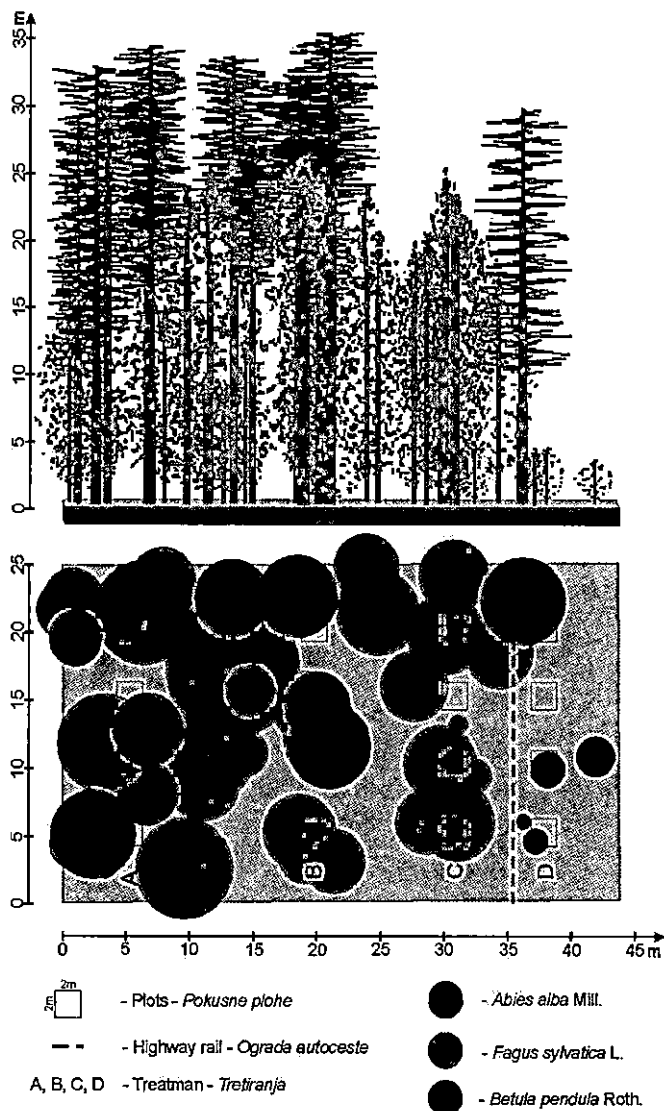 m
35
30
25
20
15
10
5
0
25
20
15
10
5
0
A
B
C
D
0 5 10 15 20 25 30 35 40 45 m
2m
2m
- Plots - Pokusne plohe
- Highway rail - Ograda autoceste
A, B, C, D - Treatman - Tretiranja
- Abies alba Mill.
- Fagus sylvatica L.
- Betula pendula Roth.